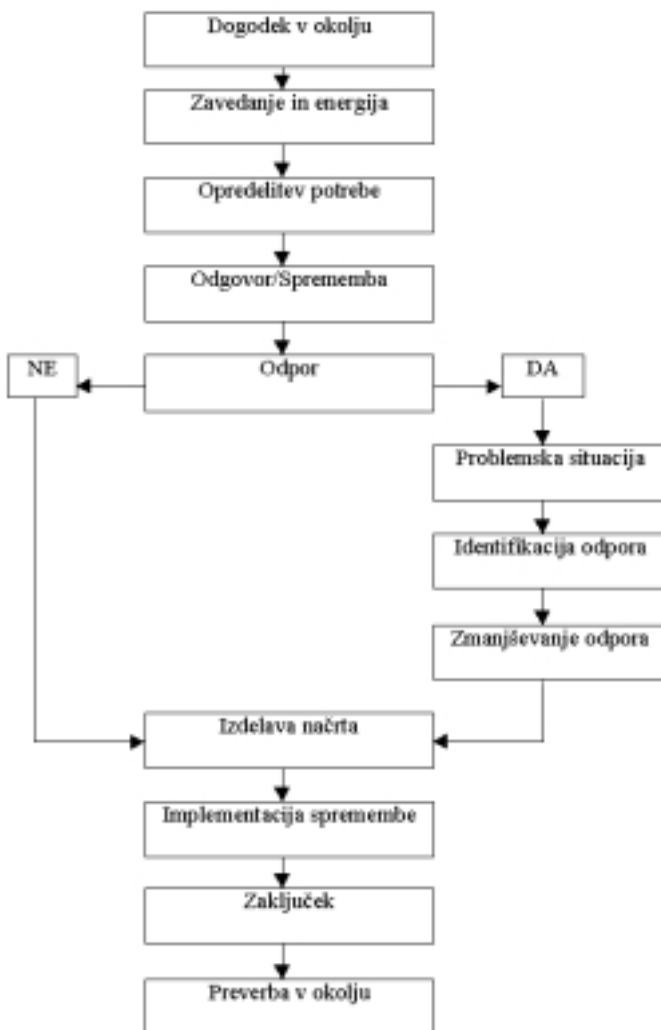 Dogodek v okolju
Zavedanje in energija
Opredelitev potrebe
Odgovor/Sprememba
NE
Odpor
DA
Problemska situacija
Identifikacija odpora
Zmanjševanje odpora
Izdelava načrta
Implementacija spremembe
Zaključek
Preverba v okolju